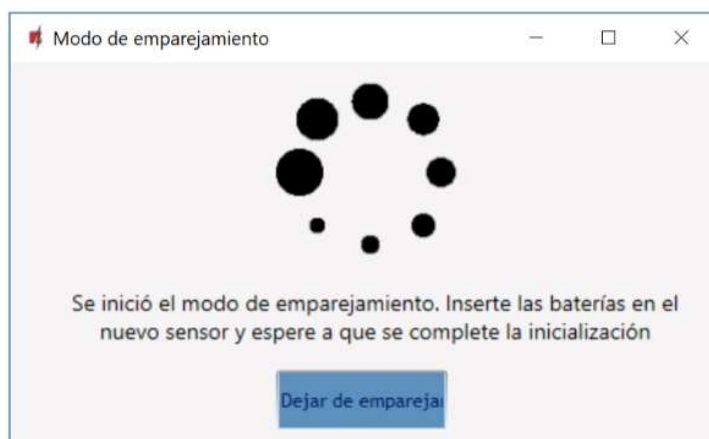 Modo de emparejamiento
Se inició el modo de emparejamiento. Inserte las baterías en el
nuevo sensor y espere a que se complete la inicialización
Dejar de emparejar